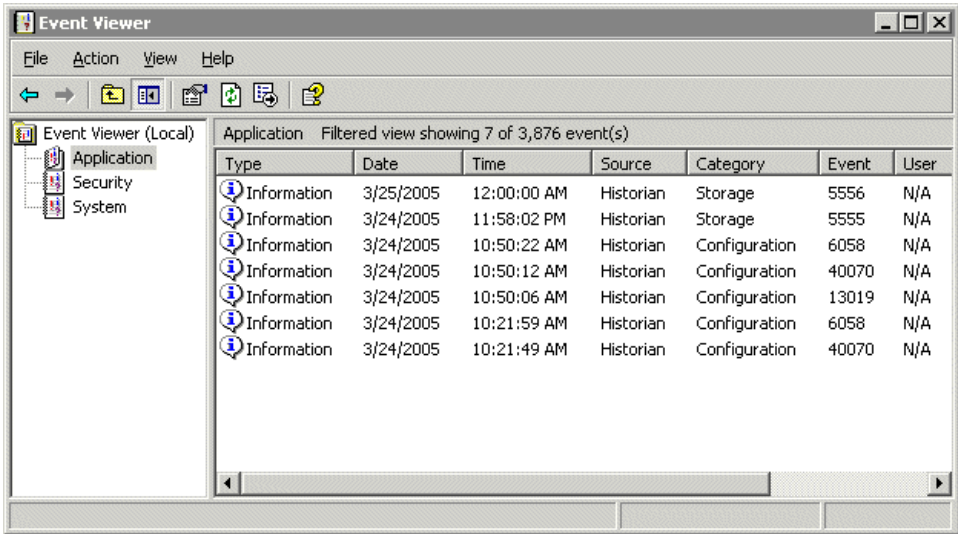 Event Viewer
File Action View Help
Event Viewer (Local)
Application
Security
System
Application Filtered view showing 7 of 3,876 event(s)
Type Date Time Source Category Event User
Information 3/25/2005 12:00:00 AM Historian Storage 5556 N/A
Information 3/24/2005 11:58:02 PM Historian Storage 5555 N/A
Information 3/24/2005 10:50:22 AM Historian Configuration 6058 N/A
Information 3/24/2005 10:50:12 AM Historian Configuration 40070 N/A
Information 3/24/2005 10:50:06 AM Historian Configuration 13019 N/A
Information 3/24/2005 10:21:59 AM Historian Configuration 6058 N/A
Information 3/24/2005 10:21:49 AM Historian Configuration 40070 N/A